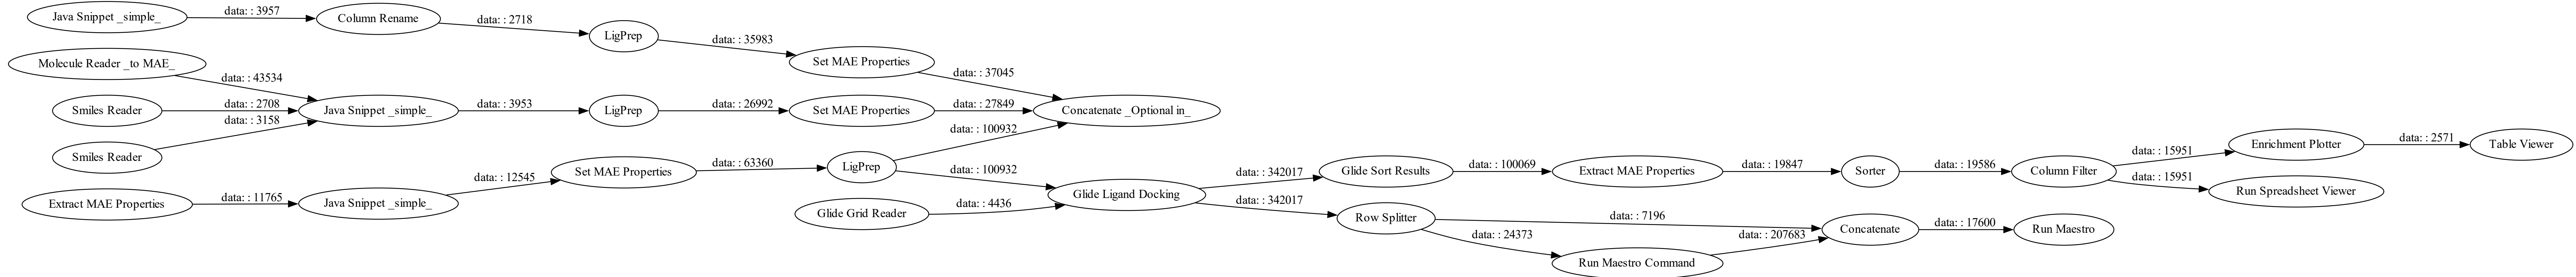 Java Snippet _simple_
data: : 3957
Column Rename
data: : 2718
LigPrep
data: : 35983
Set MAE Properties
data: : 37045
Molecule Reader _to MAE_
data: : 43534
Smiles Reader
data: : 2708
Java Snippet _simple_
data: : 3953
LigPrep
data: : 26992
Set MAE Properties
data: : 27849
Concatenate _Optional in_
data: : 3158
Smiles Reader
data: : 100932
Extract MAE Properties
data: : 11765
Java Snippet _simple_
data: : 12545
Set MAE Properties
data: : 63360
LigPrep
data: : 100932
Glide Grid Reader
data: : 4436
Glide Ligand Docking
data: : 342017
Glide Sort Results
data: : 100069
Extract MAE Properties
data: : 19847
Sorter
data: : 19586
Column Filter
data: : 15951
Enrichment Plotter
data: : 2571
Table Viewer
data: : 15951
Run Spreadsheet Viewer
data: : 342017
Row Splitter
data: : 7196
data: : 24373
Run Maestro Command
data: : 207683
Concatenate
data: : 17600
Run Maestro